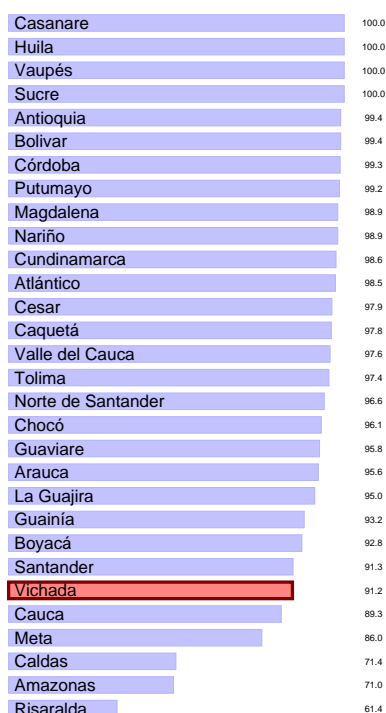 Casanare 100.0
Huila 100.0
Vaupés 100.0
Sucre 100.0
Antioquia 99.4
Bolivar 99.4
Córdoba 99.3
Putumayo 99.2
Magdalena 98.9
Nariño 98.9
Cundinamarca 98.6
Atlántico 98.5
Cesar 97.9
Caquetá 97.8
Valle del Cauca 97.6
Tolima 97.4
Norte de Santander 96.6
Chocó 96.1
Guaviare 95.8
Arauca 95.6
La Guajira 95.0
Guainía 93.2
Boyacá 92.8
Santander 91.3
Vichada 91.2
Cauca 89.3
Meta 86.0
Caldas 71.4
Amazonas 71.0
Risaralda 61.4